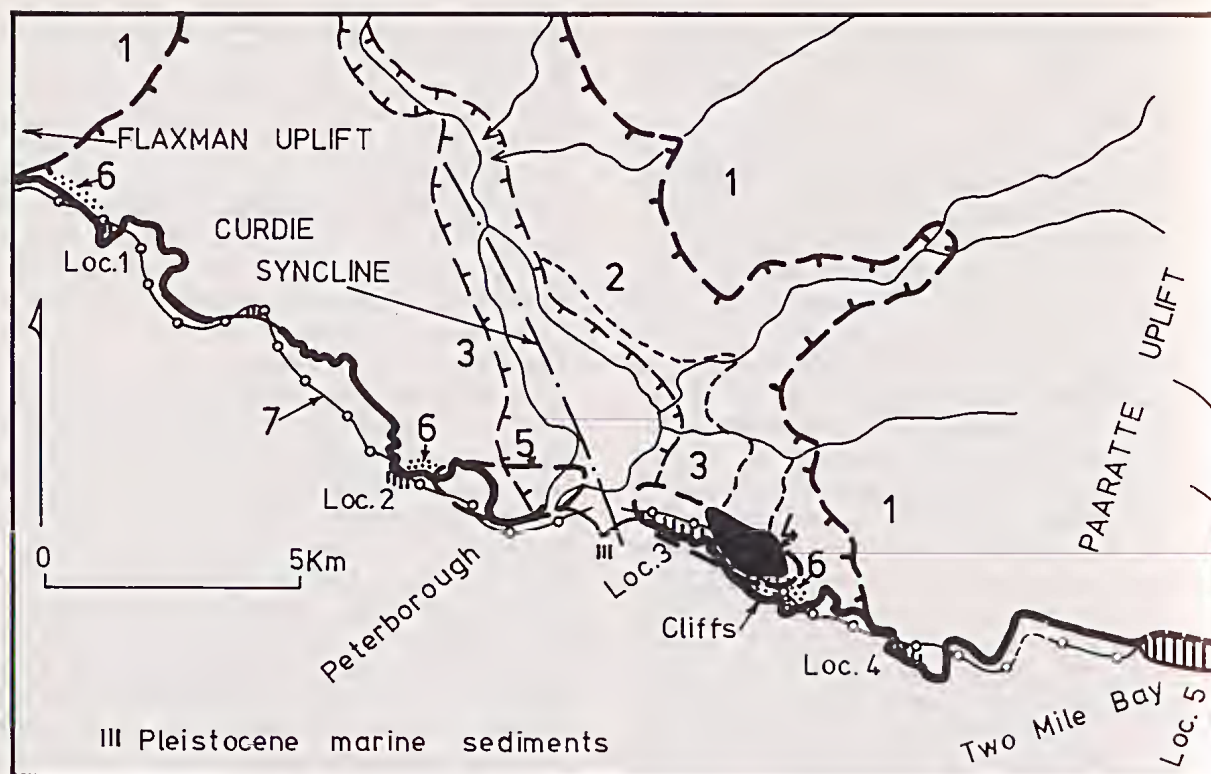 1
FLAXMAN UPLIFT
6
1
Loc.1
CURDIE
SYNCLINE
2
3
7
PAARATTE UPLIFT
6
5
3
1
Loc.2
4
III
Loc.3
6
0
5Km
Peterborough
Cliffs
Loc.4
Two Mile Bay
Loc.5
III Pleistocene marine sediments